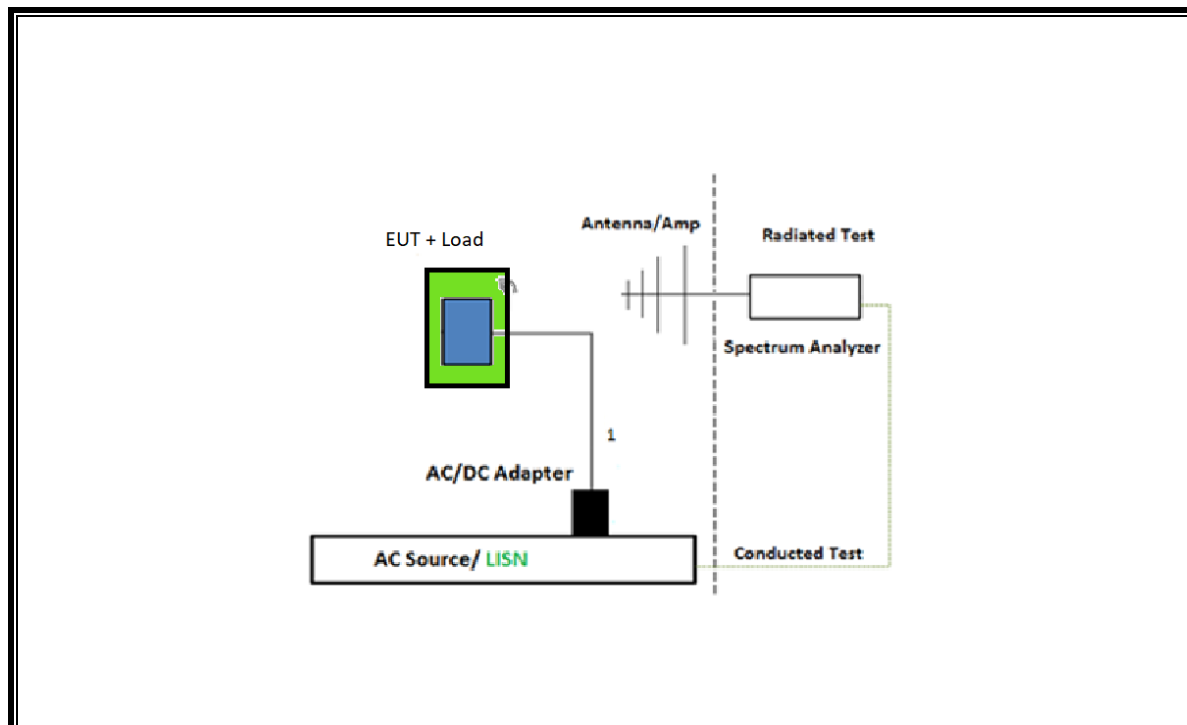 Antenna/Amp
Radiated Test
EUT + Load
Spectrum Analyzer
1
AC/DC Adapter
AC Source/ LISN
Conducted Test